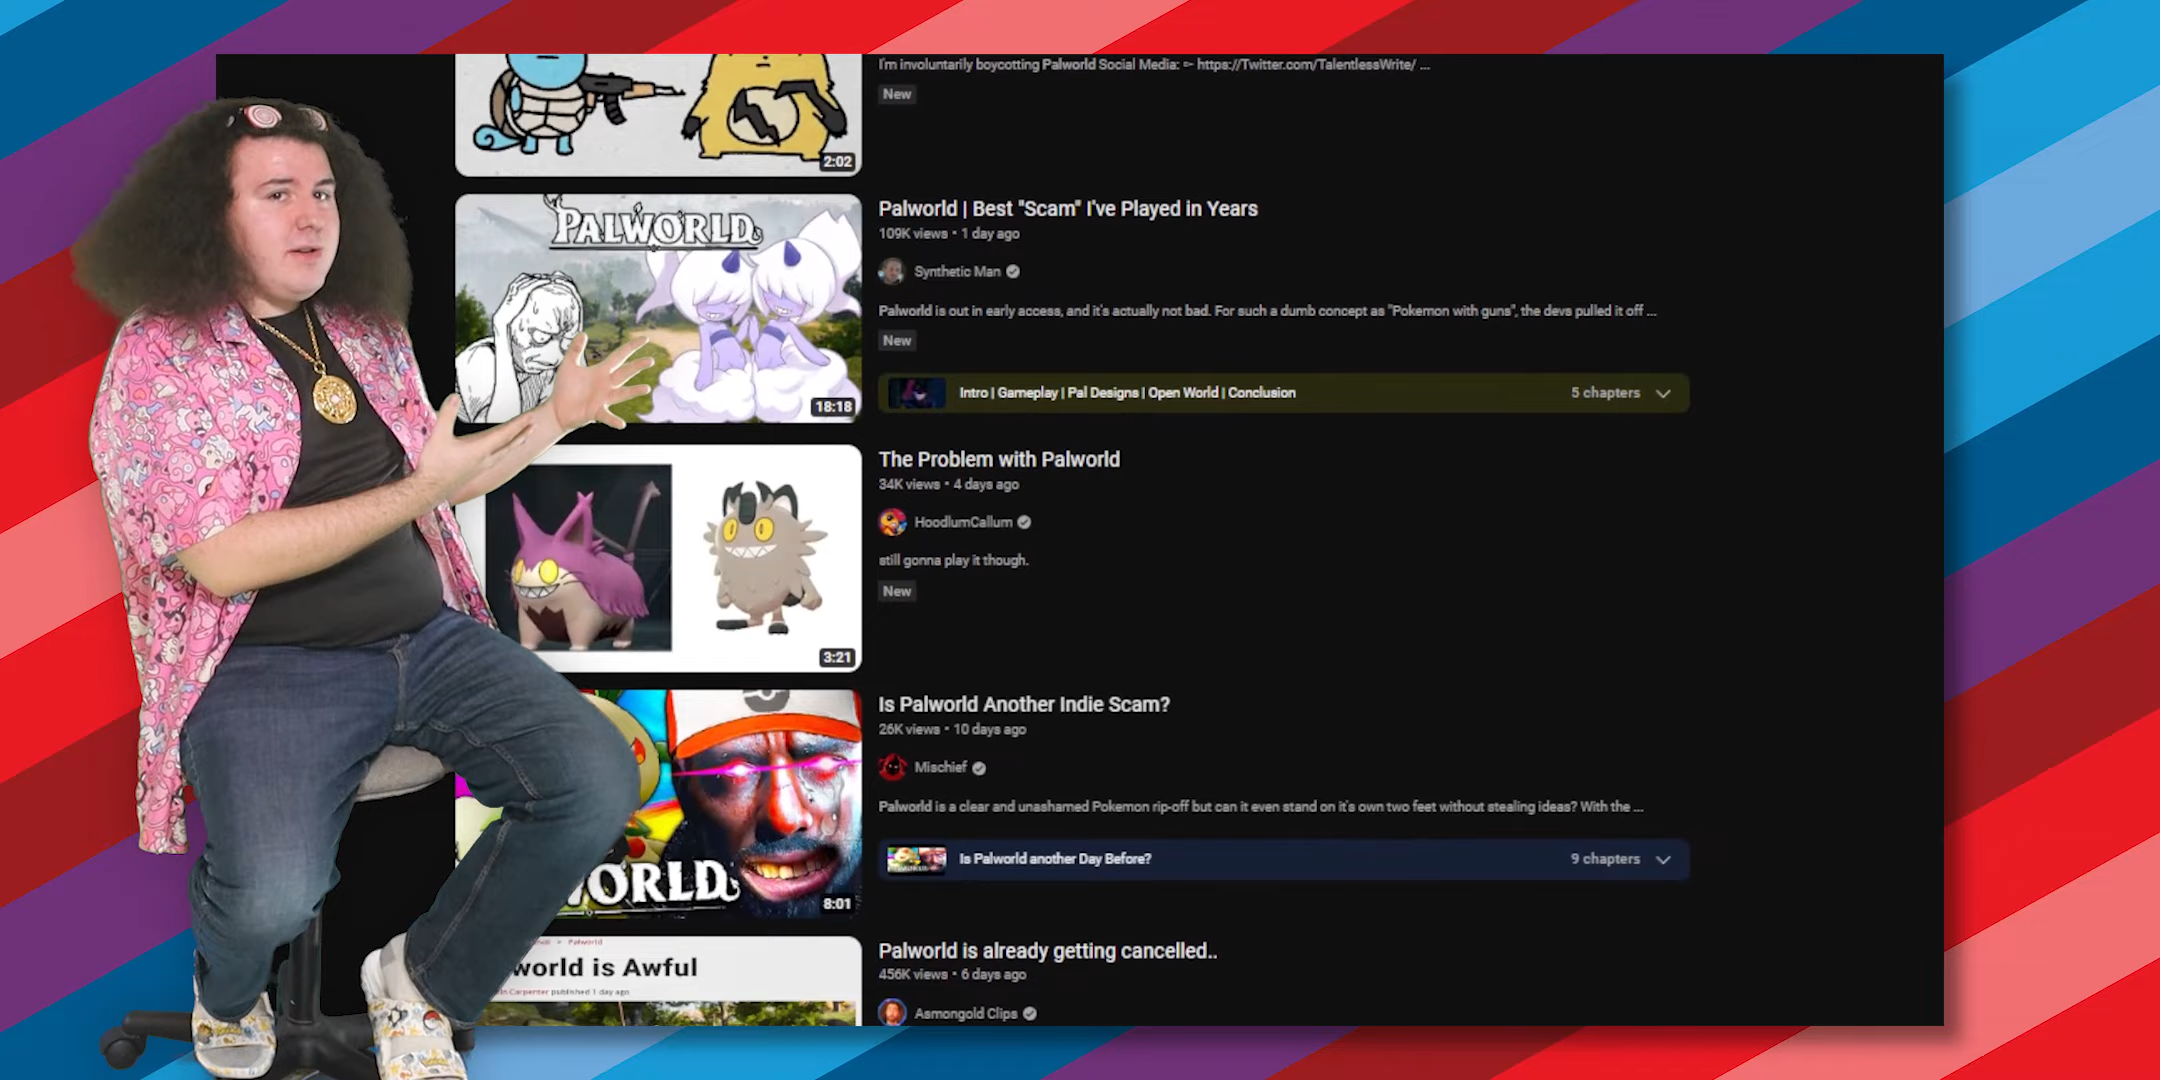 I'm involuntarily boycotting Palworld Social Media: ➳ https://Twitter.com/TalentlessWrite/ ...
New
2:02
PALWORLD
18:18
Palworld | Best "Scam" I've Played in Years
109K views • 1 day ago
Synthetic Man
Palworld is out in early access, and it's actually not bad. For such a dumb concept as "Pokemon with guns", the devs pulled it off ...
New
Intro | Gameplay | Pal Designs | Open World | Conclusion
5 chapters
3:21
The Problem with Palworld
34K views • 4 days ago
HoodlumCallum
still gonna play it though.
New
ORLD
8:01
Is Palworld Another Indie Scam?
26K views • 10 days ago
Mischief
Palworld is a clear and unashamed Pokemon rip-off but can it even stand on it's own two feet without stealing ideas? With the ...
Is Palworld another Day Before?
9 chapters
> Palworld
world is Awful
Carpenter published 1 day ago
Palworld is already getting cancelled..
456K views • 6 days ago
Asmongold Clips